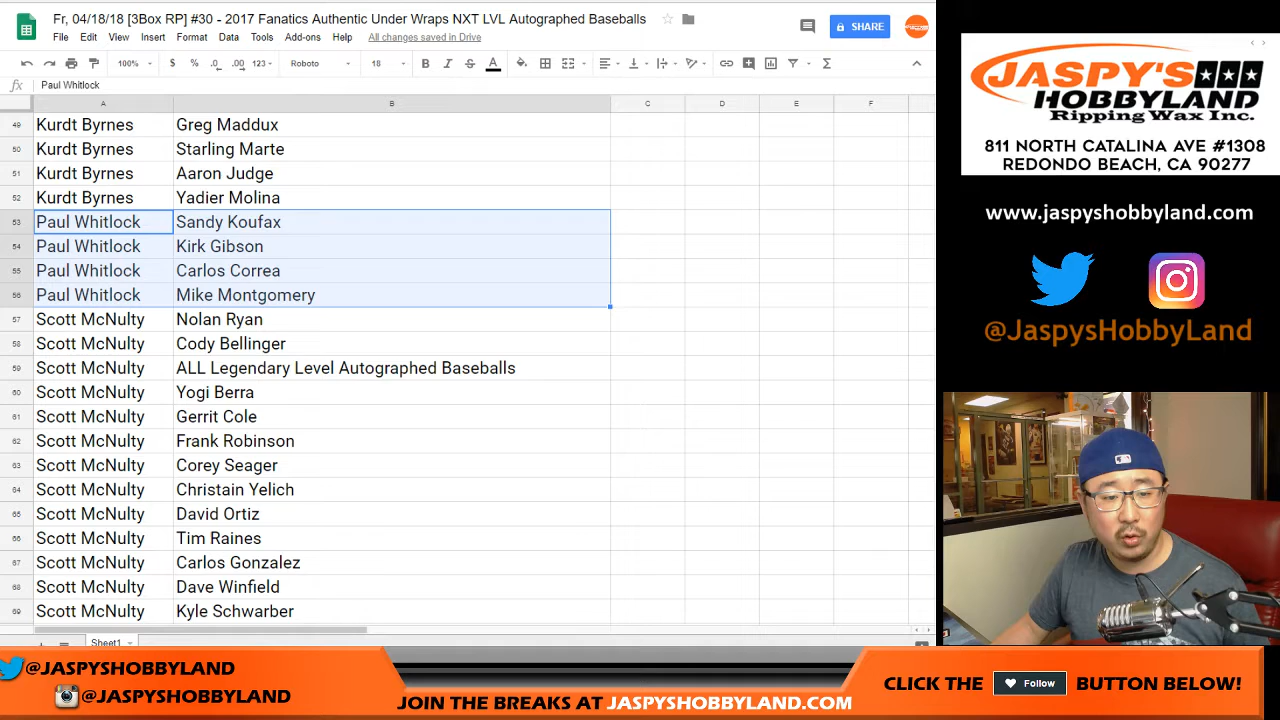 Fr, 04/18/18 [3Box RP] #30 - 2017 Fanatics Authentic Under Wraps NXT LVL Autographed Baseballs
File Edit View Insert Format Data Tools Add-ons Help All changes saved in Drive
SHARE
100% $ % .0 .00 123 Roboto 18 B I S A
fx Paul Whitlock
A B C D E F
49 Kurdt Byrnes Greg Maddux
50 Kurdt Byrnes Starling Marte
51 Kurdt Byrnes Aaron Judge
52 Kurdt Byrnes Yadier Molina
53 Paul Whitlock Sandy Koufax
54 Paul Whitlock Kirk Gibson
55 Paul Whitlock Carlos Correa
56 Paul Whitlock Mike Montgomery
57 Scott McNulty Nolan Ryan
58 Scott McNulty Cody Bellinger
59 Scott McNulty ALL Legendary Level Autographed Baseballs
60 Scott McNulty Yogi Berra
61 Scott McNulty Gerrit Cole
62 Scott McNulty Frank Robinson
63 Scott McNulty Corey Seager
64 Scott McNulty Christain Yelich
65 Scott McNulty David Ortiz
66 Scott McNulty Tim Raines
67 Scott McNulty Carlos Gonzalez
68 Scott McNulty Dave Winfield
69 Scott McNulty Kyle Schwarber
Sheet1
JASPY'S
HOBBYLAND
Ripping Wax Inc.
811 NORTH CATALINA AVE #1308
REDONDO BEACH, CA 90277
www.jaspyshobbyland.com
@JaspysHobbyLand
@JASPYSHOBBYLAND
@JASPYSHOBBYLAND
JOIN THE BREAKS AT JASPYSHOBBYLAND.COM
CLICK THE Follow BUTTON BELOW!